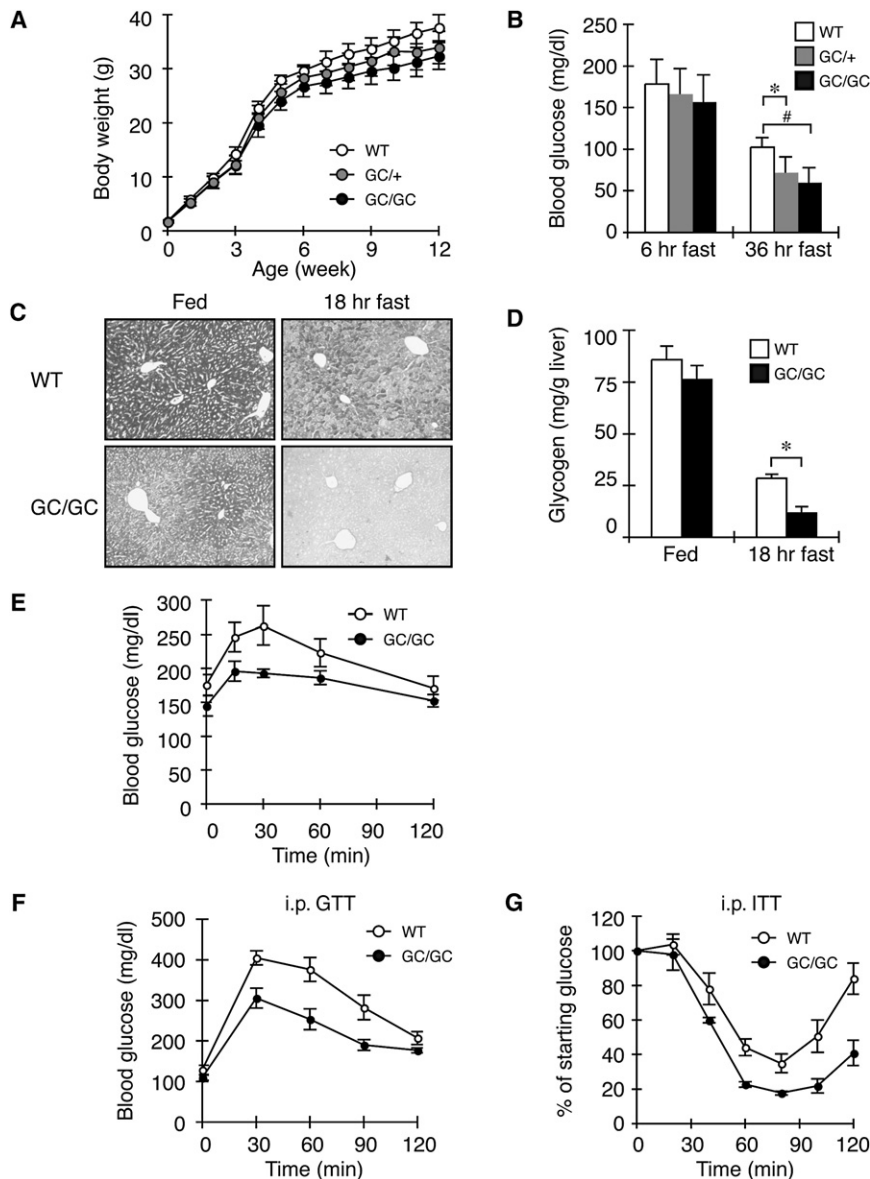 A
Body weight (g)
40
30
20
10
0
0 3 6 9 12
Age (week)
WT
GC/+
GC/GC
B
Blood glucose (mg/dl)
250
200
150
100
50
0
WT
GC/+
GC/GC
*
#
6 hr fast 36 hr fast
C
Fed 18 hr fast
WT
GC/GC
D
Glycogen (mg/g liver)
100
75
50
25
0
WT
GC/GC
*
Fed 18 hr fast
E
Blood glucose (mg/dl)
300
250
200
150
100
50
0
WT
GC/GC
0 30 60 90 120
Time (min)
F
i.p. GTT
Blood glucose (mg/dl)
500
400
300
200
100
0
WT
GC/GC
0 30 60 90 120
Time (min)
G
i.p. ITT
% of starting glucose
120
100
80
60
40
20
0
WT
GC/GC
0 30 60 90 120
Time (min)